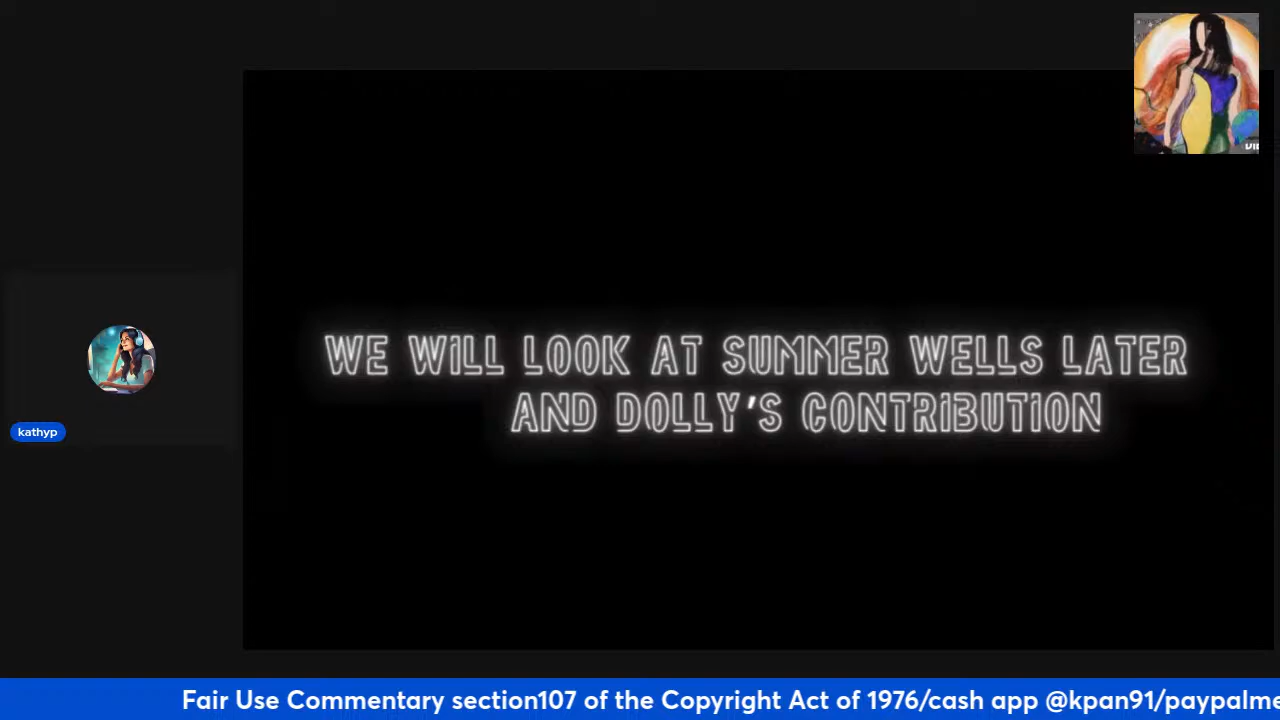 WE WILL LOOK AT SUMMER WELLS LATER
AND DOLLY'S CONTRIBUTION
kathyp
Fair Use Commentary section107 of the Copyright Act of 1976/cash app @kpan91/paypalme